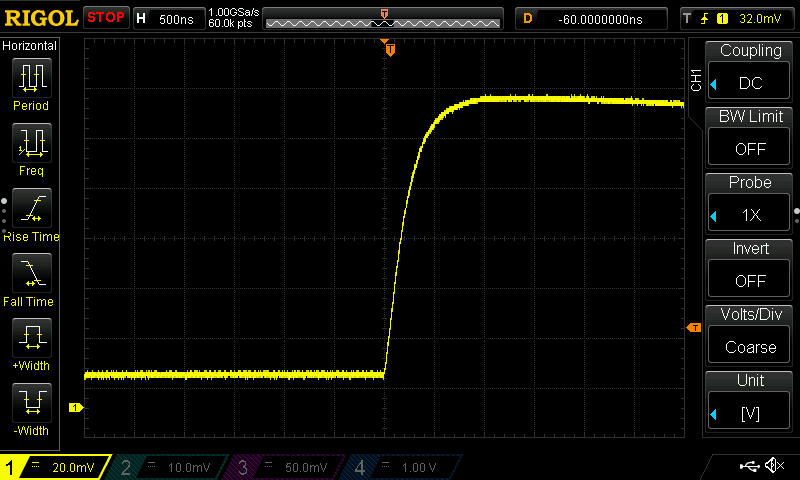 RIGOL STOP H 500ns 1.00GSa/s 60.0k pts T D -60.0000000ns T 1 32.0mV
Horizontal
Period
Freq
Rise Time
Fall Time
+Width
-Width
T
T
1
CH1
Coupling
DC
BW Limit
OFF
Probe
1X
Invert
OFF
Volts/Div
Coarse
Unit
[V]
1 20.0mV 2 10.0mV 3 50.0mV 4 1.00 V